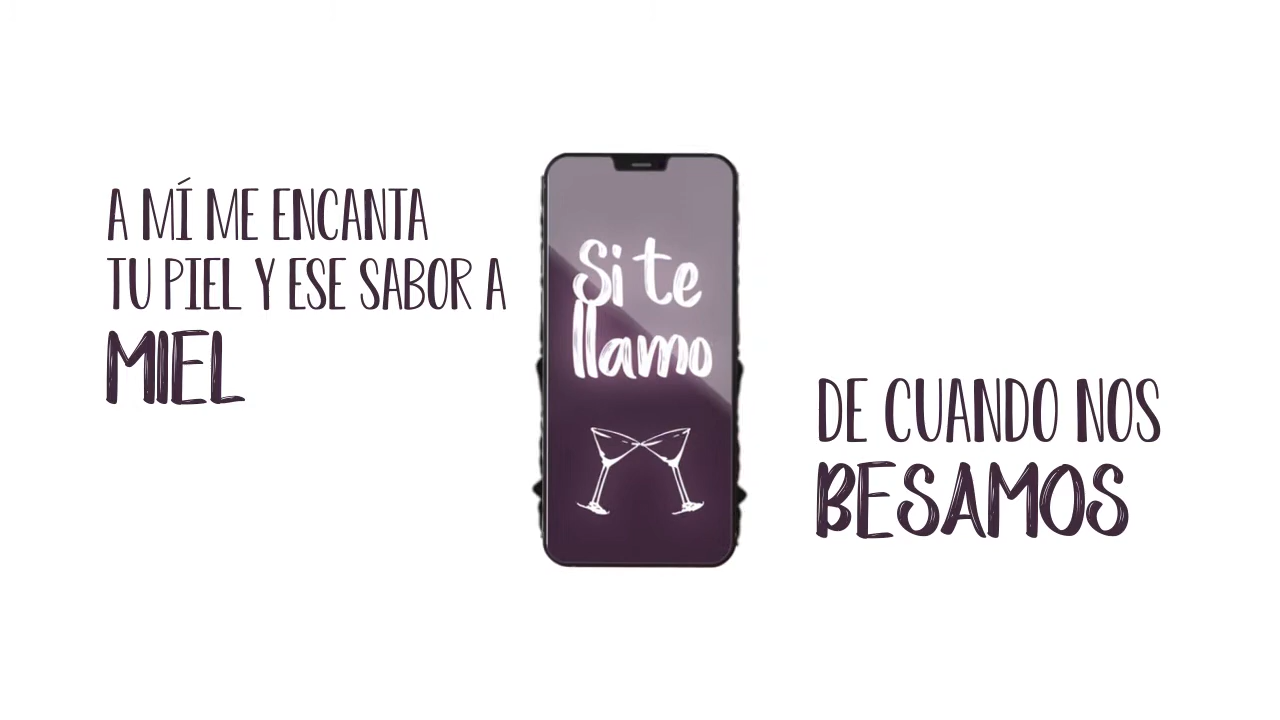 A MÍ ME ENCANTA
TU PIEL Y ESE SABOR A
MIEL
Si te
llamo
DE CUANDO NOS
BESAMOS